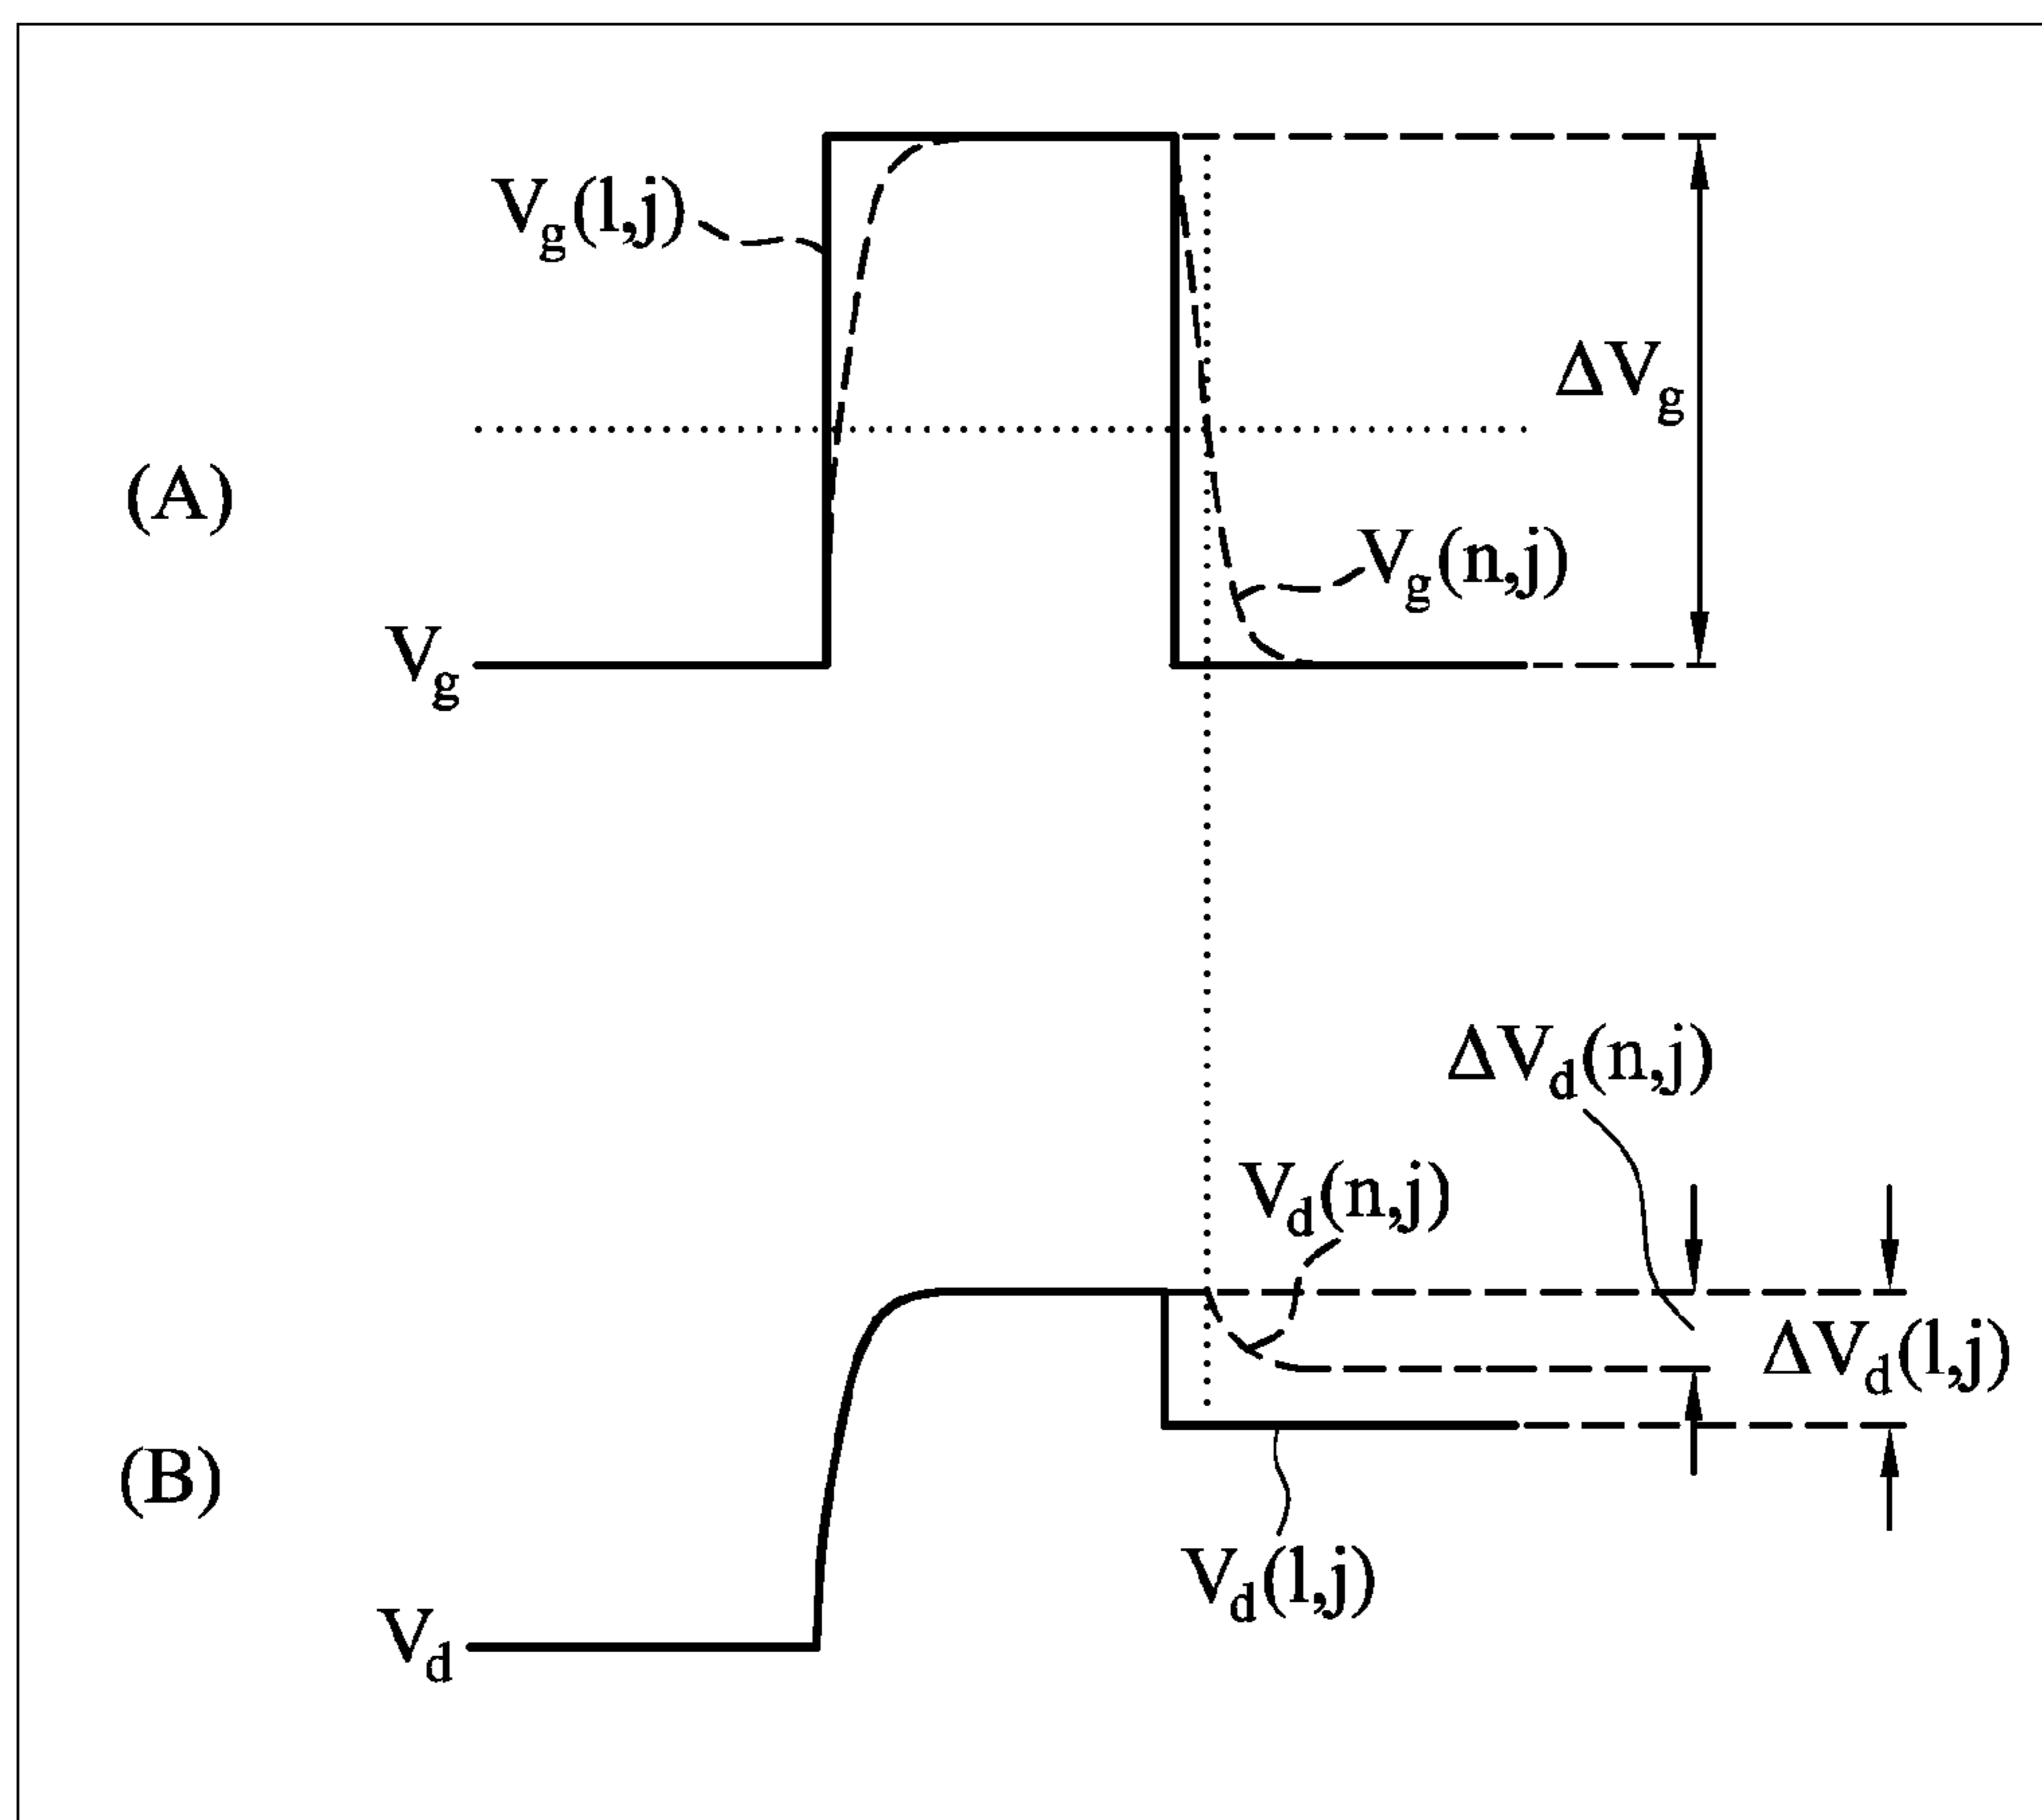 Vg(l,j)
ΔVg
(A)
Vg(n,j)
Vg
ΔVd(n,j)
Vd(n,j)
ΔVd(l,j)
(B)
Vd(l,j)
Vd